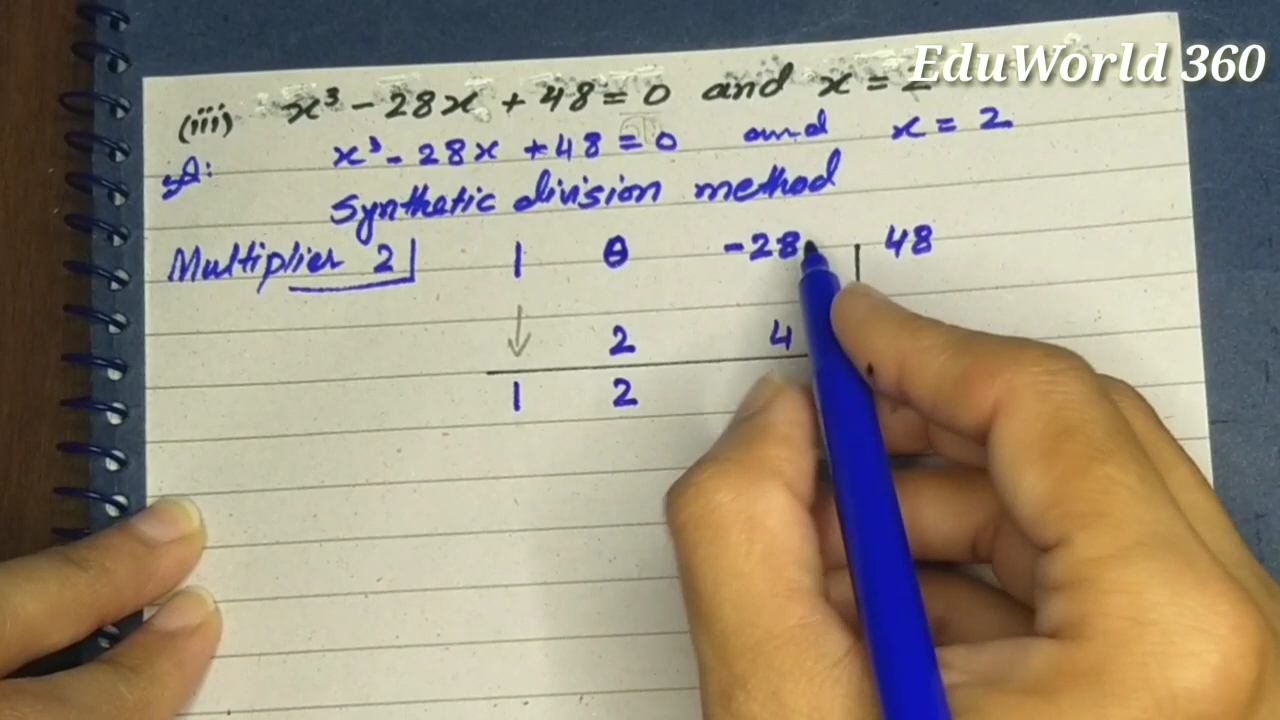 EduWorld 360
(iii) x³ - 28x + 48 = 0 and x = 2
Sol: x³ - 28x + 48 = 0 and x = 2
Synthetic division method
Multiplier 2 1 0 -28 48
2 4
1 2